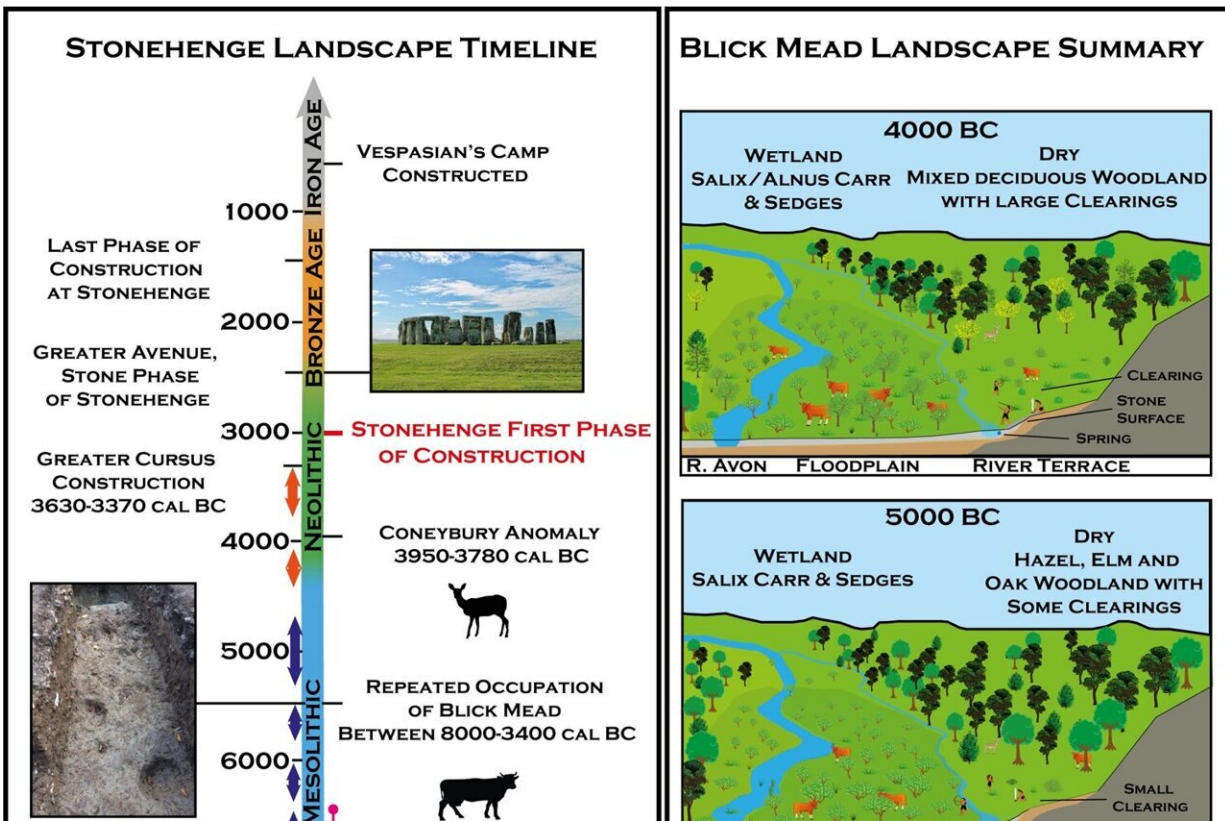 STONEHENGE LANDSCAPE TIMELINE
IRON AGE
VESPASIAN'S CAMP
CONSTRUCTED
1000
LAST PHASE OF
CONSTRUCTION
AT STONEHENGE
BRONZE AGE
2000
GREATER AVENUE,
STONE PHASE
OF STONEHENGE
3000
STONEHENGE FIRST PHASE
OF CONSTRUCTION
GREATER CURSUS
CONSTRUCTION
3630-3370 CAL BC
NEOLITHIC
4000
CONEYBURY ANOMALY
3950-3780 CAL BC
5000
REPEATED OCCUPATION
OF BLICK MEAD
BETWEEN 8000-3400 CAL BC
6000
MESOLITHIC
BLICK MEAD LANDSCAPE SUMMARY
4000 BC
WETLAND
SALIX/ALNUS CARR
& SEDGES
DRY
MIXED DECIDUOUS WOODLAND
WITH LARGE CLEARINGS
CLEARING
STONE
SURFACE
SPRING
R. AVON
FLOODPLAIN
RIVER TERRACE
5000 BC
WETLAND
SALIX CARR & SEDGES
DRY
HAZEL, ELM AND
OAK WOODLAND WITH
SOME CLEARINGS
SMALL
CLEARING